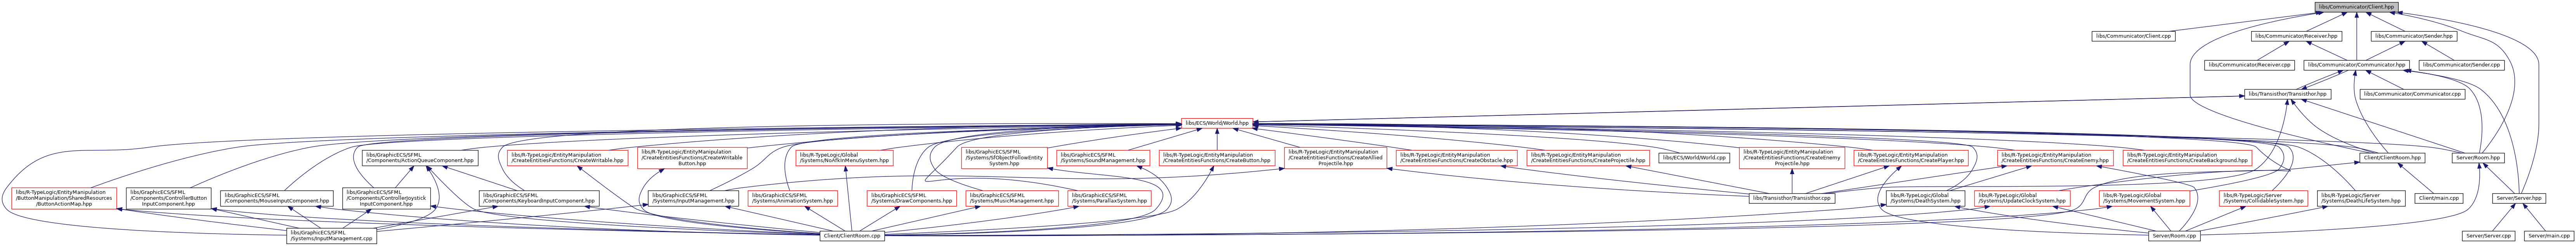 libs/Communicator/Client.hpp
libs/Communicator/Client.cpp
libs/Communicator/Receiver.hpp
libs/Communicator/Sender.hpp
libs/Communicator/Receiver.cpp
libs/Communicator/Communicator.hpp
libs/Communicator/Sender.cpp
libs/Transisthor/Transisthor.hpp
libs/Communicator/Communicator.cpp
libs/ECS/World/World.hpp
libs/GraphicECS/SFML
/Components/ActionQueueComponent.hpp
libs/R-TypeLogic/EntityManipulation
/CreateEntitiesFunctions/CreateWritable.hpp
libs/R-TypeLogic/EntityManipulation
/CreateEntitiesFunctions/CreateWritable
Button.hpp
libs/R-TypeLogic/Global
/Systems/NoAfkInMenuSystem.hpp
libs/GraphicECS/SFML
/Systems/SfObjectFollowEntity
System.hpp
libs/GraphicECS/SFML
/Systems/SoundManagement.hpp
libs/R-TypeLogic/EntityManipulation
/CreateEntitiesFunctions/CreateButton.hpp
libs/R-TypeLogic/EntityManipulation
/CreateEntitiesFunctions/CreateAllied
Projectile.hpp
libs/R-TypeLogic/EntityManipulation
/CreateEntitiesFunctions/CreateObstacle.hpp
libs/R-TypeLogic/EntityManipulation
/CreateEntitiesFunctions/CreateProjectile.hpp
libs/ECS/World/World.cpp
libs/R-TypeLogic/EntityManipulation
/CreateEntitiesFunctions/CreateEnemy
Projectile.hpp
libs/R-TypeLogic/EntityManipulation
/CreateEntitiesFunctions/CreatePlayer.hpp
libs/R-TypeLogic/EntityManipulation
/CreateEntitiesFunctions/CreateEnemy.hpp
libs/R-TypeLogic/EntityManipulation
/CreateEntitiesFunctions/CreateBackground.hpp
Client/ClientRoom.hpp
Server/Room.hpp
libs/R-TypeLogic/EntityManipulation
/ButtonManipulation/SharedResources
/ButtonActionMap.hpp
libs/GraphicECS/SFML
/Components/ControllerButton
InputComponent.hpp
libs/GraphicECS/SFML
/Components/MouseInputComponent.hpp
libs/GraphicECS/SFML
/Components/ControllerJoystick
InputComponent.hpp
libs/GraphicECS/SFML
/Components/KeyboardInputComponent.hpp
libs/GraphicECS/SFML
/Systems/InputManagement.hpp
libs/GraphicECS/SFML
/Systems/AnimationSystem.hpp
libs/GraphicECS/SFML
/Systems/DrawComponents.hpp
libs/GraphicECS/SFML
/Systems/MusicManagement.hpp
libs/GraphicECS/SFML
/Systems/ParallaxSystem.hpp
libs/Transisthor/Transisthor.cpp
libs/R-TypeLogic/Global
/Systems/DeathSystem.hpp
libs/R-TypeLogic/Global
/Systems/UpdateClockSystem.hpp
libs/R-TypeLogic/Global
/Systems/MovementSystem.hpp
libs/R-TypeLogic/Server
/Systems/CollidableSystem.hpp
libs/R-TypeLogic/Server
/Systems/DeathLifeSystem.hpp
Client/main.cpp
Server/Server.hpp
libs/GraphicECS/SFML
/Systems/InputManagement.cpp
Client/ClientRoom.cpp
Server/Room.cpp
Server/Server.cpp
Server/main.cpp